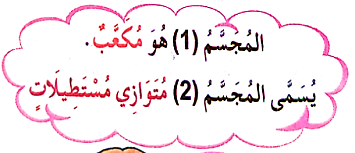 المُجَسَّمُ (1) هُوَ مُكَعَّبٌ.
يُسَمَّى المُجَسَّمُ (2) مُتَوَازِي مُسْتَطِيلَاتٍ